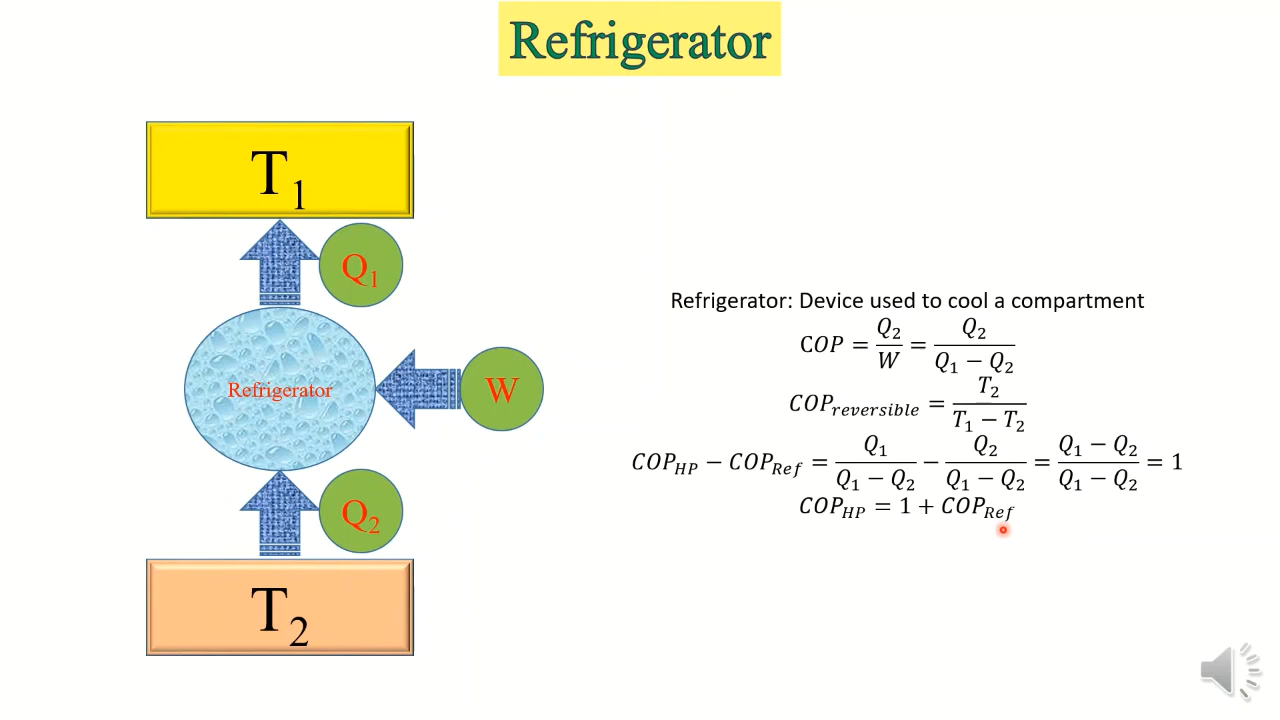 Refrigerator
T₁
Q₁
Refrigerator
W
Q₂
T₂
Refrigerator: Device used to cool a compartment
COP = Q₂/W = Q₂/(Q₁ − Q₂)
COP_reversible = T₂/(T₁ − T₂)
COP_HP − COP_Ref = Q₁/(Q₁ − Q₂) − Q₂/(Q₁ − Q₂) = (Q₁ − Q₂)/(Q₁ − Q₂) = 1
COP_HP = 1 + COP_Ref